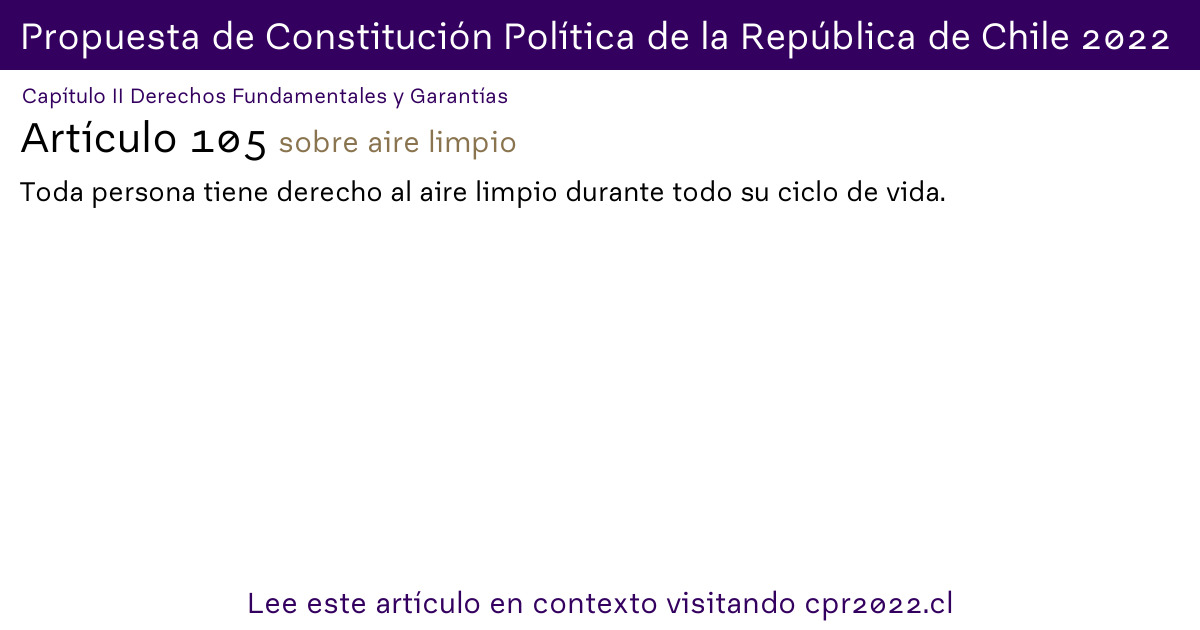 Propuesta de Constitución Política de la República de Chile 2022
Capítulo II Derechos Fundamentales y Garantías
Artículo 105 sobre aire limpio
Toda persona tiene derecho al aire limpio durante todo su ciclo de vida.
Lee este artículo en contexto visitando cpr2022.cl